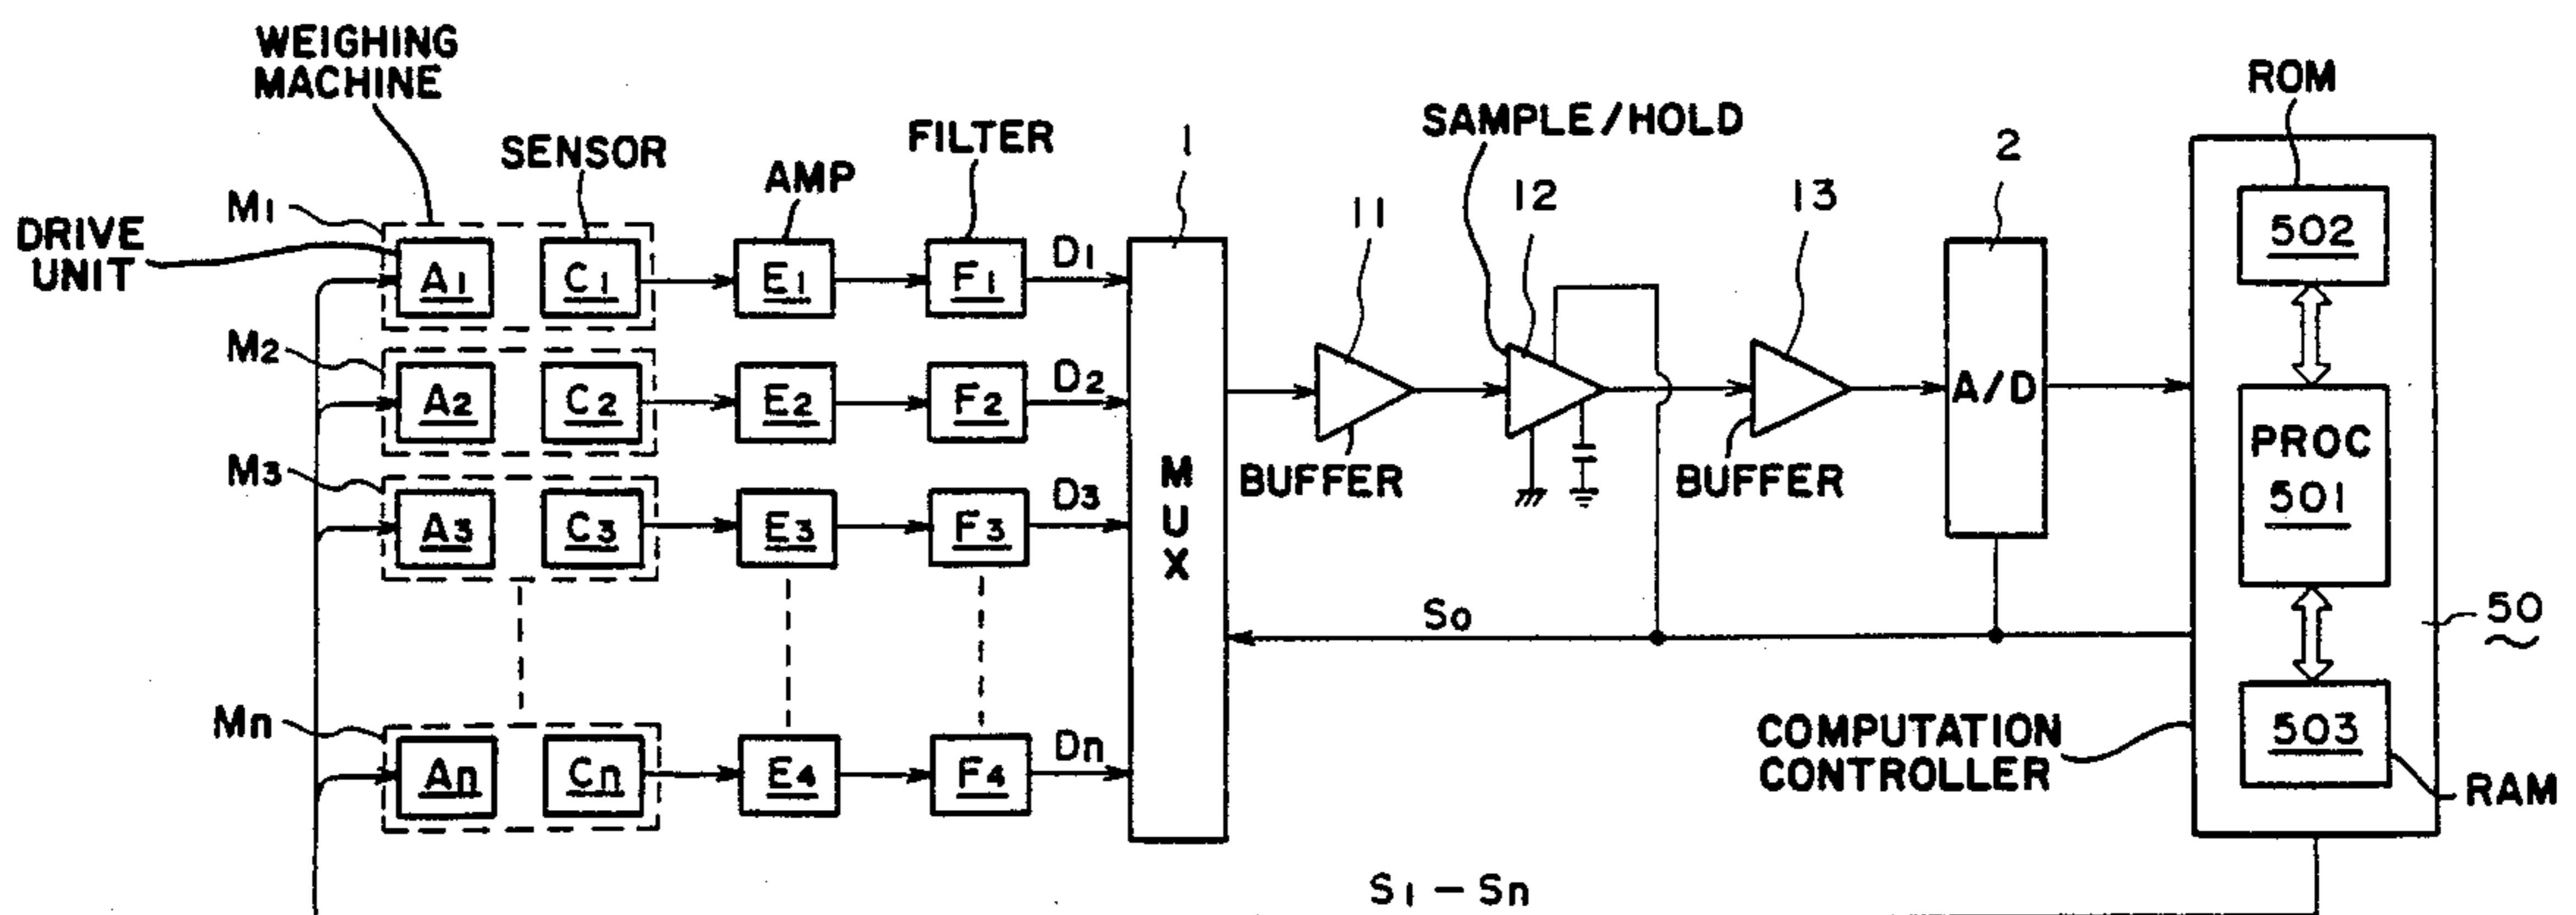 WEIGHING
MACHINE
SENSOR
AMP
FILTER
1
SAMPLE/HOLD
2
ROM
DRIVE
UNIT
M1
A1
C1
E1
F1
D1
11
12
13
502
M2
A2
C2
E2
F2
D2
A/D
M3
A3
C3
E3
F3
D3
MUX
BUFFER
BUFFER
PROC
501
So
50
Mn
An
Cn
E4
F4
Dn
COMPUTATION
CONTROLLER
503
RAM
S1 – Sn